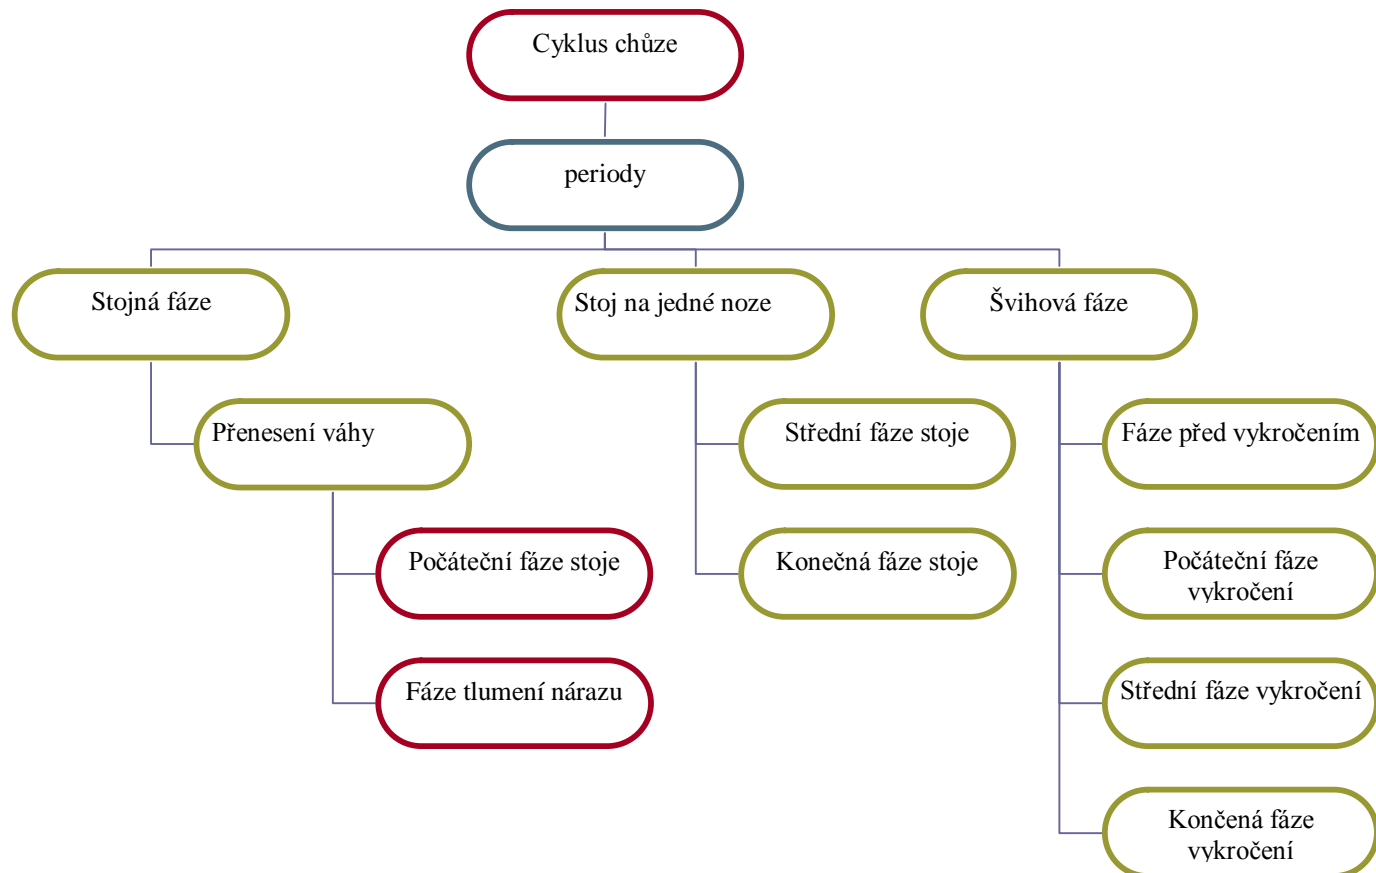 Cyklus chůze
periody
Stojná fáze
Stoj na jedné noze
Švihová fáze
Přenesení váhy
Střední fáze stoje
Fáze před vykročením
Počáteční fáze stoje
Konečná fáze stoje
Počáteční fáze
vykročení
Fáze tlumení nárazu
Střední fáze vykročení
Končená fáze
vykročení